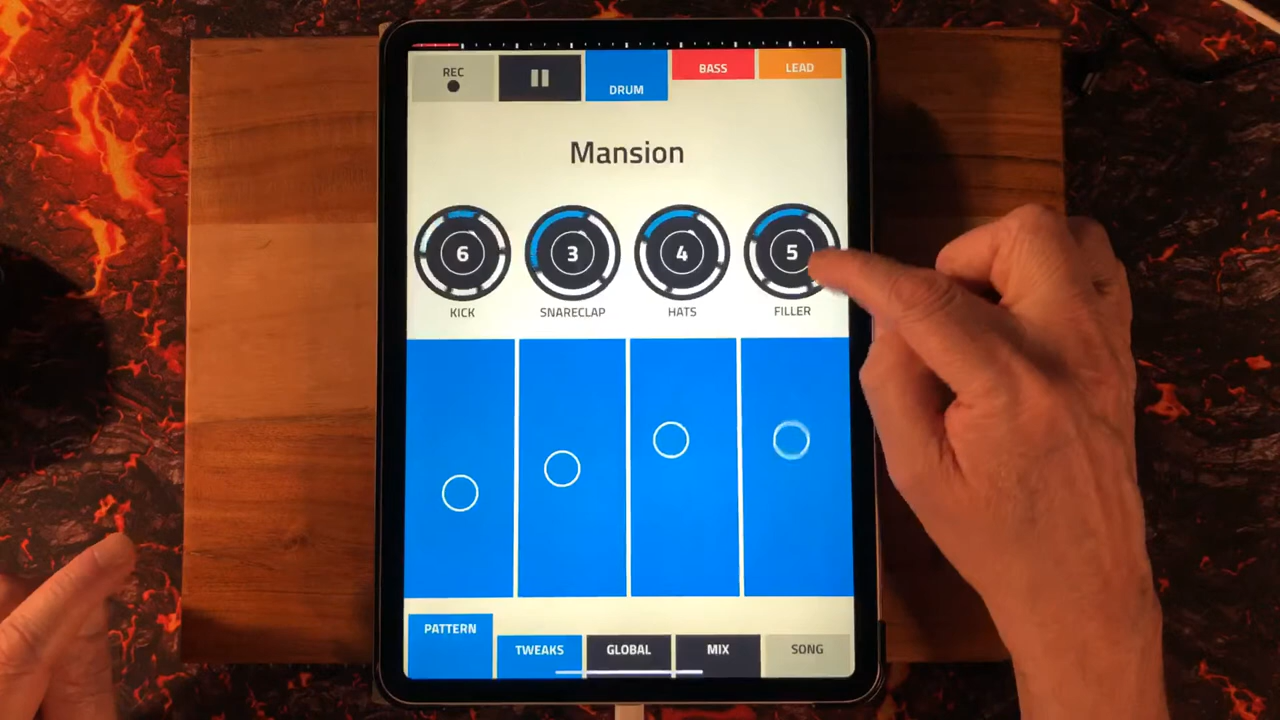 REC
DRUM
BASS
LEAD
Mansion
6
3
4
5
KICK
SNARECLAP
HATS
FILLER
PATTERN
TWEAKS
GLOBAL
MIX
SONG